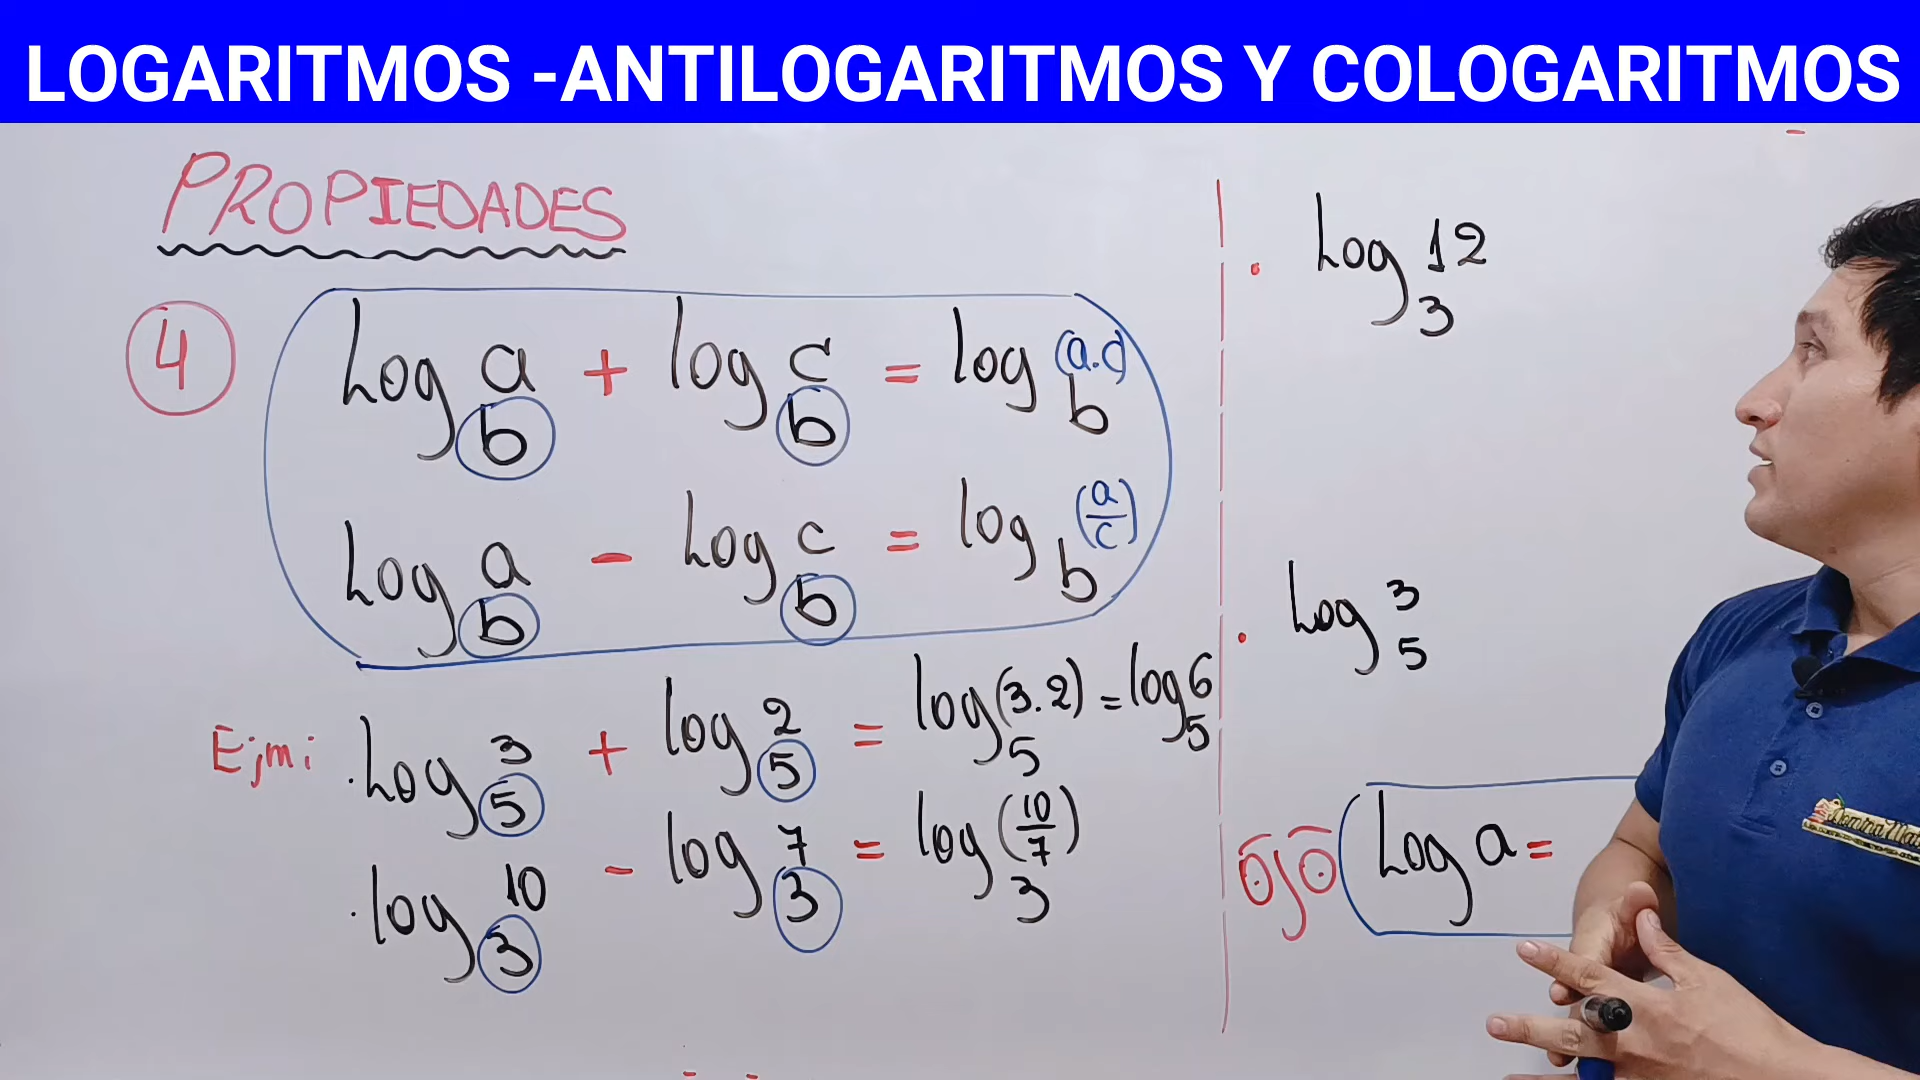 LOGARITMOS -ANTILOGARITMOS Y COLOGARITMOS
PROPIEDADES
4
log_b a + log_b c = log_b (a.c)
log_b a - log_b c = log_b (a/c)
Ejm: . log_5 3 + log_5 2 = log_5 (3.2) = log_5 6
. log_3 10 - log_3 7 = log_3 (10/7)
. log_3 12
. log_5 3
OJO log a =